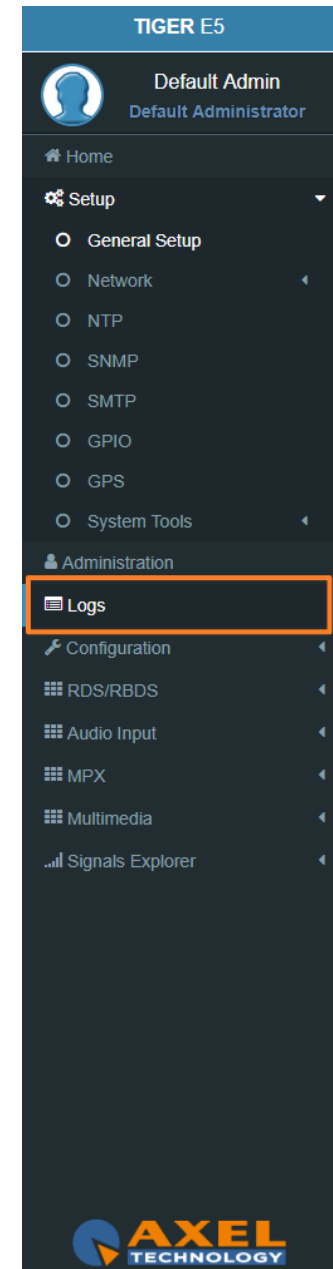 TIGER E5
Default Admin
Default Administrator
Home
Setup
General Setup
Network
NTP
SNMP
SMTP
GPIO
GPS
System Tools
Administration
Logs
Configuration
RDS/RBDS
Audio Input
MPX
Multimedia
Signals Explorer
AXEL
TECHNOLOGY